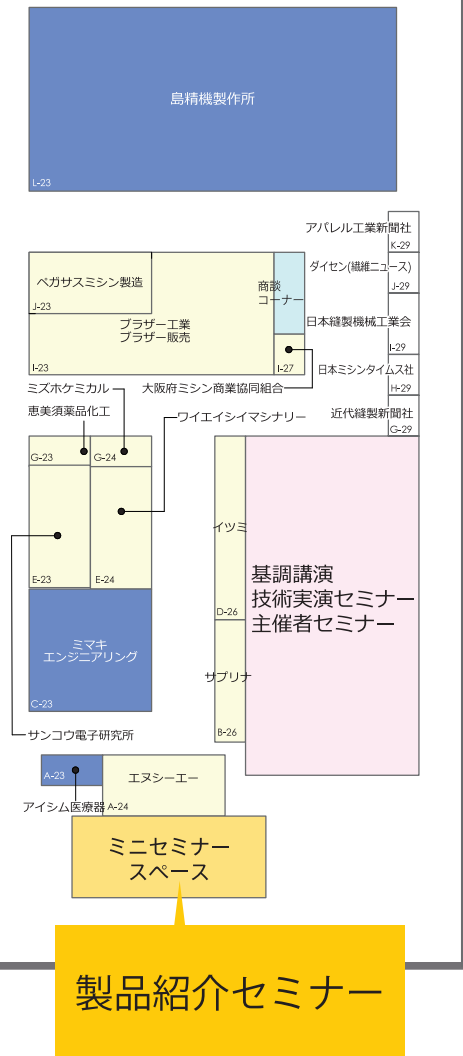 島精機製作所
L-23
アパレル工業新聞社
K-29
ダイセン(繊維ニュース)
J-29
日本縫製機械工業会
I-29
日本ミシンタイムス社
H-29
近代縫製新聞社
G-29
ペガサスミシン製造
J-23
ブラザー工業
ブラザー販売
I-23
商談
コーナー
I-27
ミズホケミカル
大阪府ミシン商業協同組合
恵美須薬品化工
ワイエイシイマシナリー
G-23
G-24
E-23
E-24
イツミ
D-26
基調講演
技術実演セミナー
主催者セミナー
ミマキ
エンジニアリング
C-23
サプリナ
B-26
サンコウ電子研究所
A-23
エヌシーエー
アイシム医療器
A-24
ミニセミナー
スペース
製品紹介セミナー